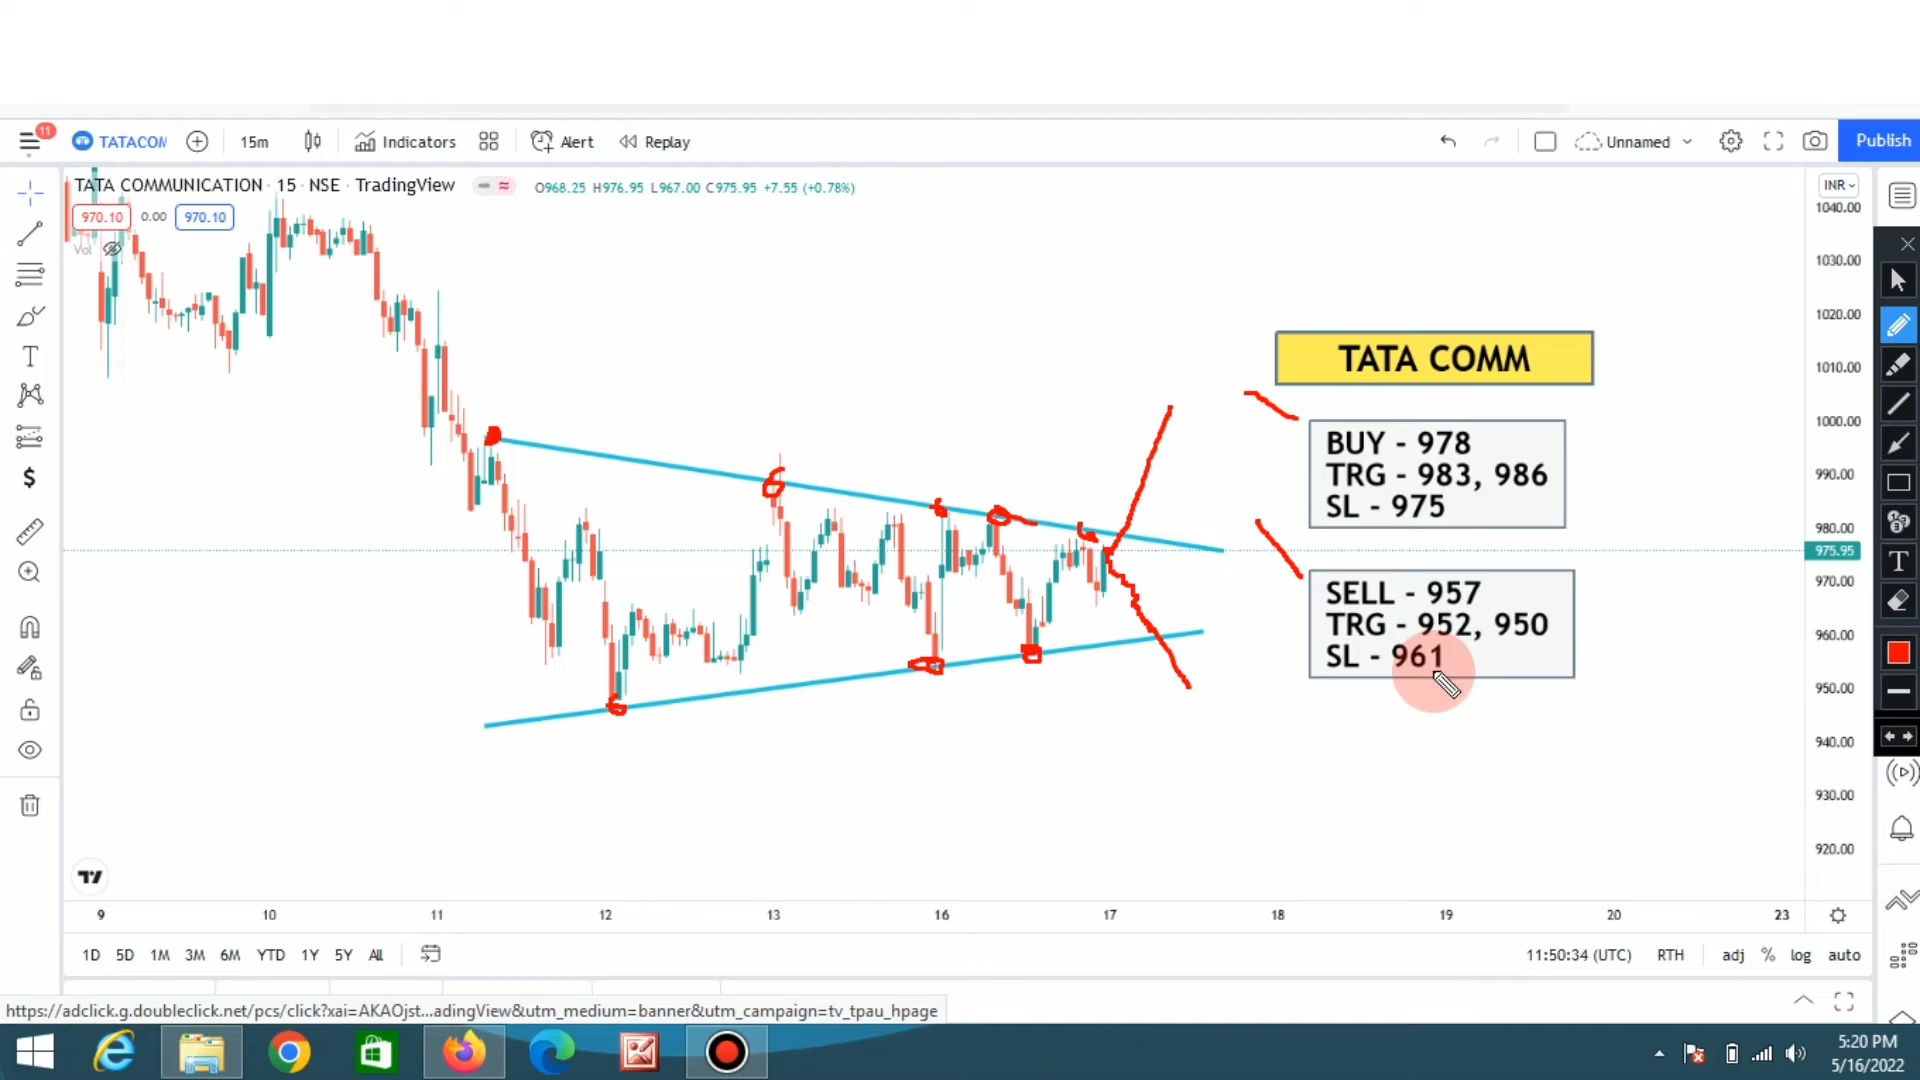 11
TATACOM
15m
Indicators
Alert
Replay
Unnamed
Publish
TATA COMMUNICATION · 15 · NSE · TradingView
O968.25 H976.95 L967.00 C975.95 +7.55 (+0.78%)
INR
970.10 0.00 970.10
Vol
1040.00
1030.00
1020.00
1010.00
1000.00
990.00
980.00
975.95
970.00
960.00
950.00
940.00
930.00
920.00
TATA COMM
BUY - 978
TRG - 983, 986
SL - 975
SELL - 957
TRG - 952, 950
SL - 961
9 10 11 12 13 16 17 18 19 20 23
1D 5D 1M 3M 6M YTD 1Y 5Y All
11:50:34 (UTC) RTH adj % log auto
https://adclick.g.doubleclick.net/pcs/click?xai=AKAOjst...adingView&utm_medium=banner&utm_campaign=tv_tpau_hpage
5:20 PM
5/16/2022